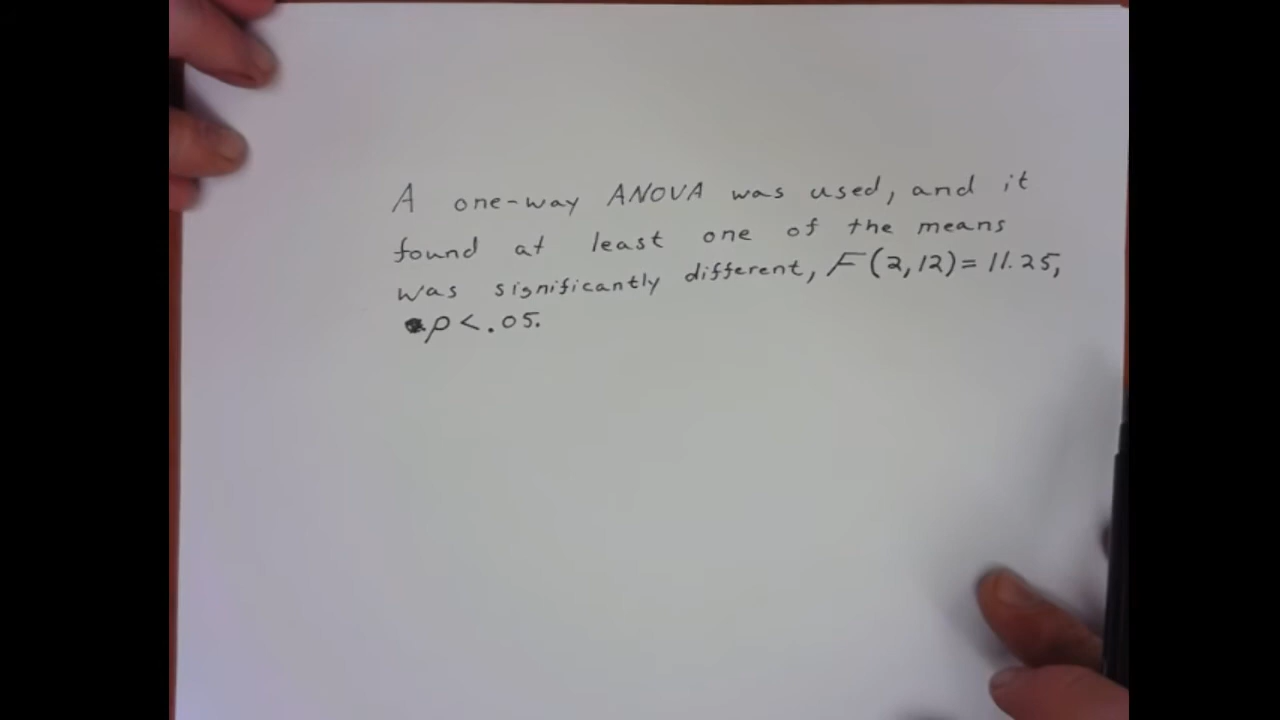 A one-way ANOVA was used, and it
found at least one of the means
was significantly different, F(2,12)=11.25,
p<.05.